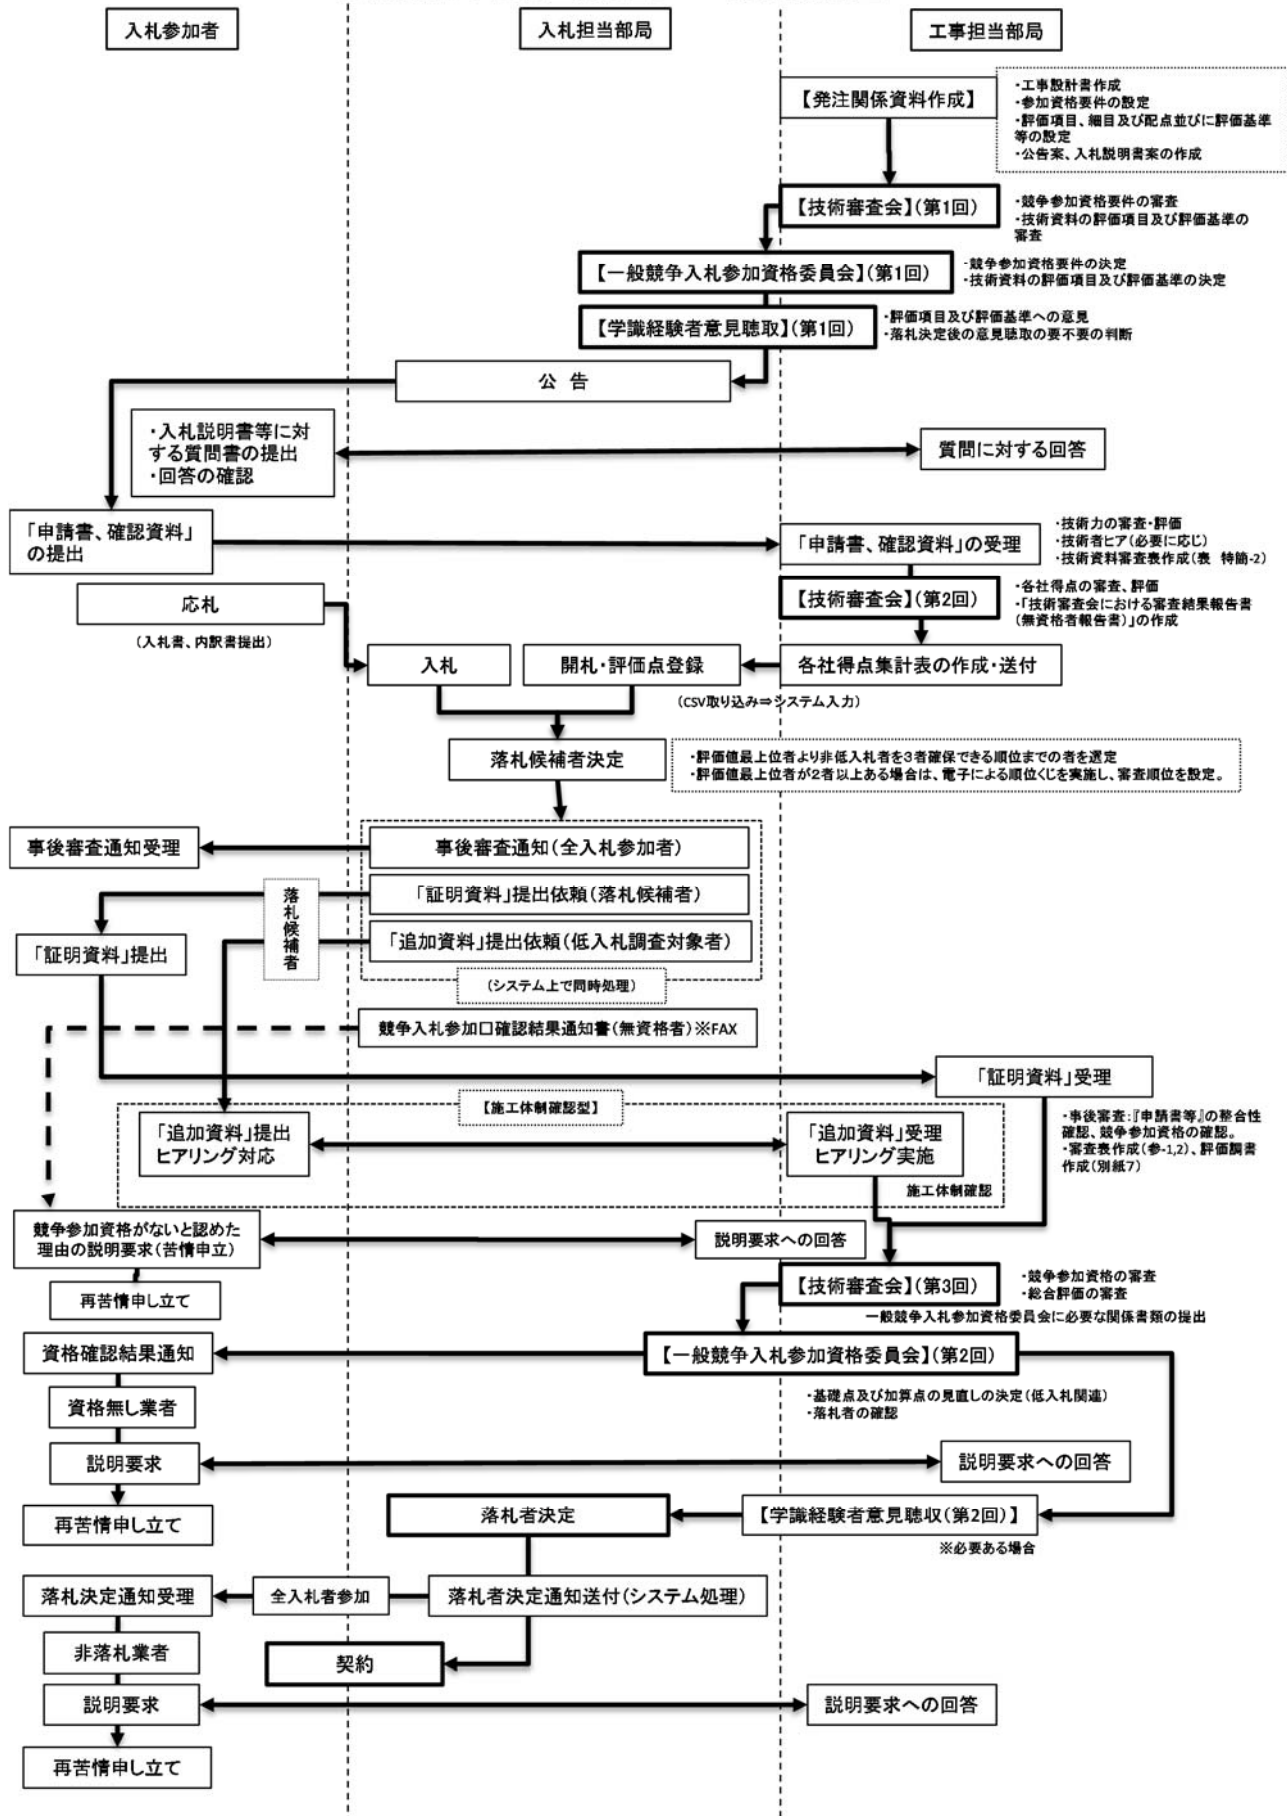 入札参加者
入札担当部局
工事担当部局
【発注関係資料作成】
・工事設計書作成
・参加資格要件の設定
・評価項目、細目及び配点並びに評価基準
等の設定
・公告案、入札説明書案の作成
【技術審査会】(第1回)
・競争参加資格要件の審査
・技術資料の評価項目及び評価基準の
審査
【一般競争入札参加資格委員会】(第1回)
・競争参加資格要件の決定
・技術資料の評価項目及び評価基準の決定
【学識経験者意見聴取】(第1回)
・評価項目及び評価基準への意見
・落札決定後の意見聴取の要不要の判断
公 告
・入札説明書等に対
する質問書の提出
・回答の確認
質問に対する回答
「申請書、確認資料」
の提出
「申請書、確認資料」の受理
・技術力の審査・評価
・技術者ヒア(必要に応じ)
・技術資料審査表作成(表 特簡-2)
応札
(入札書、内訳書提出)
【技術審査会】(第2回)
・各社得点の審査、評価
・「技術審査会における審査結果報告書
(無資格者報告書)」の作成
入札
開札・評価点登録
各社得点集計表の作成・送付
(CSV取り込み⇒システム入力)
落札候補者決定
・評価値最上位者より非低入札者を3者確保できる順位までの者を選定
・評価値最上位者が2者以上ある場合は、電子による順位くじを実施し、審査順位を設定。
事後審査通知受理
事後審査通知(全入札参加者)
落札候補者
「証明資料」提出依頼(落札候補者)
「証明資料」提出
「追加資料」提出依頼(低入札調査対象者)
(システム上で同時処理)
競争入札参加口確認結果通知書(無資格者)※FAX
「証明資料」受理
・事後審査:『申請書等』の整合性
確認、競争参加資格の確認。
・審査表作成(参-1,2)、評価調書
作成(別紙7)
【施工体制確認型】
「追加資料」提出
ヒアリング対応
「追加資料」受理
ヒアリング実施
施工体制確認
競争参加資格がないと認めた
理由の説明要求(苦情申立)
説明要求への回答
再苦情申し立て
【技術審査会】(第3回)
・競争参加資格の審査
・総合評価の審査
一般競争入札参加資格委員会に必要な関係書類の提出
資格確認結果通知
【一般競争入札参加資格委員会】(第2回)
・基礎点及び加算点の見直しの決定(低入札関連)
・落札者の確認
資格無し業者
説明要求
説明要求への回答
再苦情申し立て
落札者決定
【学識経験者意見聴収(第2回)】
※必要ある場合
落札決定通知受理
全入札者参加
落札者決定通知送付(システム処理)
非落札業者
契約
説明要求
説明要求への回答
再苦情申し立て